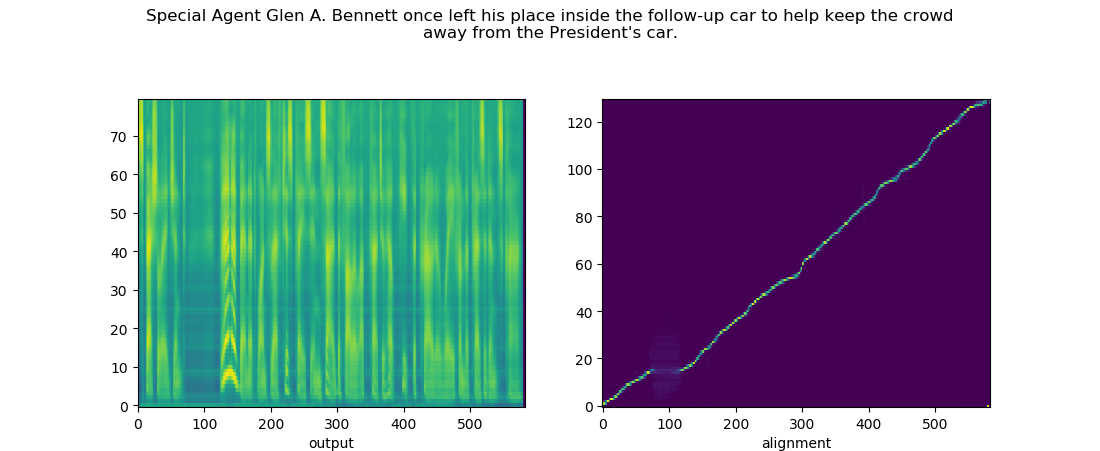 Special Agent Glen A. Bennett once left his place inside the follow-up car to help keep the crowd
away from the President's car.
70
60
50
40
30
20
10
0
0 100 200 300 400 500
output
120
100
80
60
40
20
0
0 100 200 300 400 500
alignment